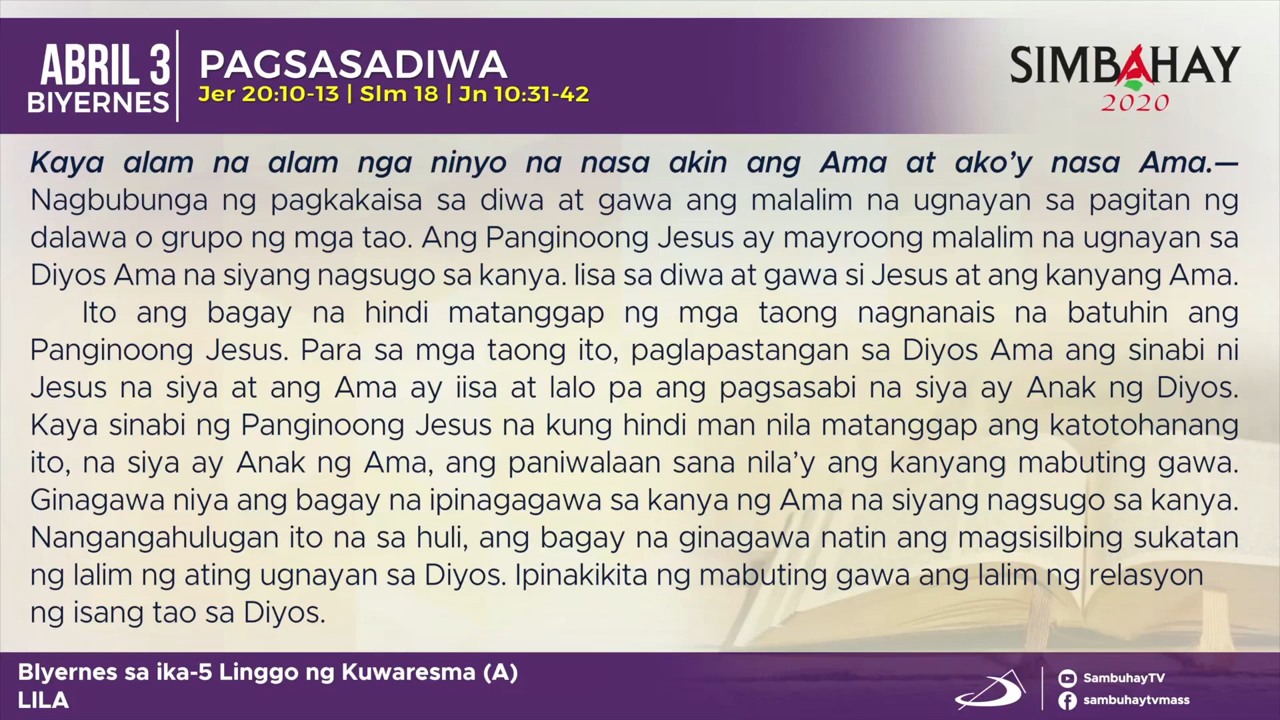 ABRIL 3
BIYERNES
PAGSASADIWA
Jer 20:10-13 | Slm 18 | Jn 10:31-42
SIMBAHAY
2020
Kaya alam na alam nga ninyo na nasa akin ang Ama at ako’y nasa Ama.—
Nagbubunga ng pagkakaisa sa diwa at gawa ang malalim na ugnayan sa pagitan ng
dalawa o grupo ng mga tao. Ang Panginoong Jesus ay mayroong malalim na ugnayan sa
Diyos Ama na siyang nagsugo sa kanya. Iisa sa diwa at gawa si Jesus at ang kanyang Ama.
Ito ang bagay na hindi matanggap ng mga taong nagnanais na batuhin ang
Panginoong Jesus. Para sa mga taong ito, paglapastangan sa Diyos Ama ang sinabi ni
Jesus na siya at ang Ama ay iisa at lalo pa ang pagsasabi na siya ay Anak ng Diyos.
Kaya sinabi ng Panginoong Jesus na kung hindi man nila matanggap ang katotohanang
ito, na siya ay Anak ng Ama, ang paniwalaan sana nila’y ang kanyang mabuting gawa.
Ginagawa niya ang bagay na ipinagagawa sa kanya ng Ama na siyang nagsugo sa kanya.
Nangangahulugan ito na sa huli, ang bagay na ginagawa natin ang magsisilbing sukatan
ng lalim ng ating ugnayan sa Diyos. Ipinakikita ng mabuting gawa ang lalim ng relasyon
ng isang tao sa Diyos.
BIyernes sa ika-5 Linggo ng Kuwaresma (A)
LILA
SambuhayTV
sambuhaytvmass